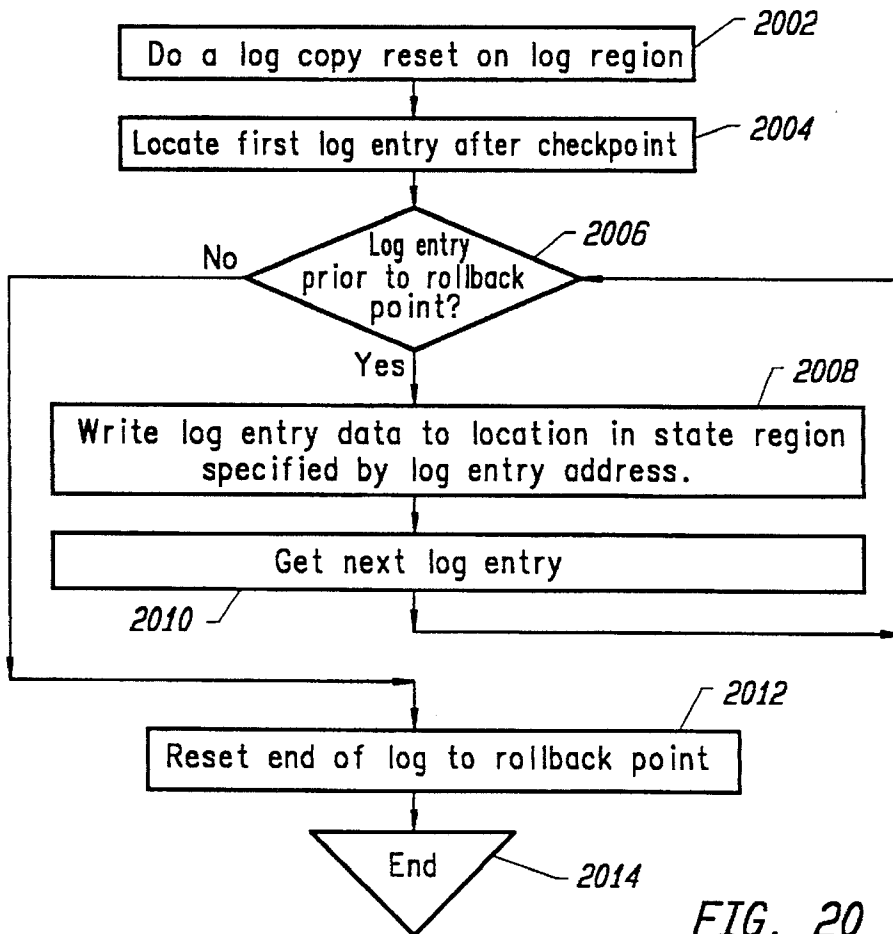 2002
Do a log copy reset on log region
2004
Locate first log entry after checkpoint
2006
Log entry
prior to rollback
point?
No
Yes
2008
Write log entry data to location in state region
specified by log entry address.
Get next log entry
2010
2012
Reset end of log to rollback point
End
2014
FIG. 20